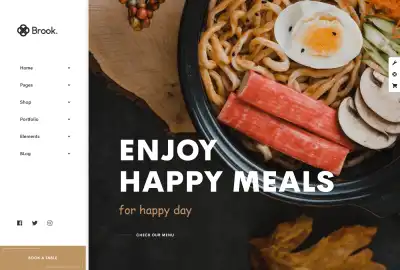 Brook.
Home
Pages
Shop
Portfolio
Elements
BLog
BOOK A TABLE
ENJOY
HAPPY MEALS
for happy day
CHECK OUR MENU